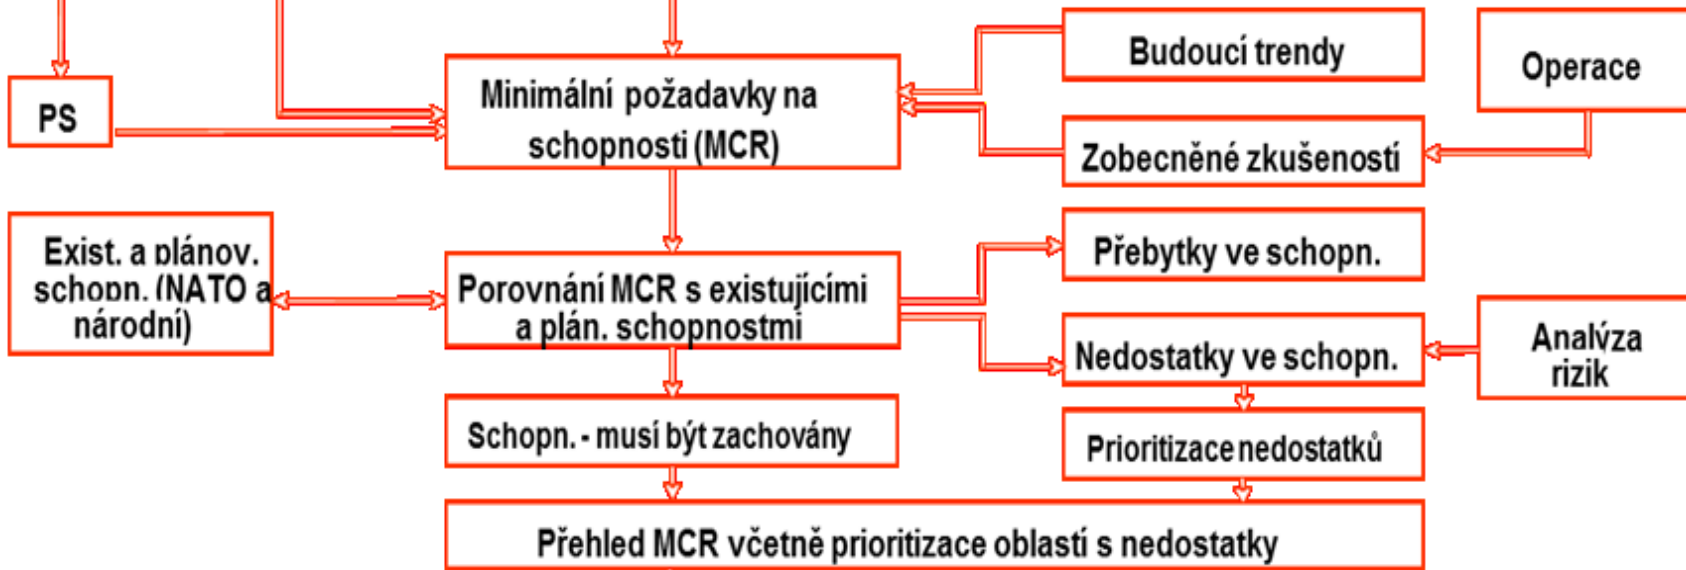 Budoucí trendy
Operace
PS
Minimální požadavky na
schopnosti (MCR)
Zobecněné zkušeností
Exist. a plánov.
schopn. (NATO a
národní)
Porovnání MCR s existujícími
a plán. schopnostmi
Přebytky ve schopn.
Nedostatky ve schopn.
Analýza
rizik
Schopn. - musí být zachovány
Prioritizace nedostatků
Přehled MCR včetně prioritizace oblastí s nedostatky